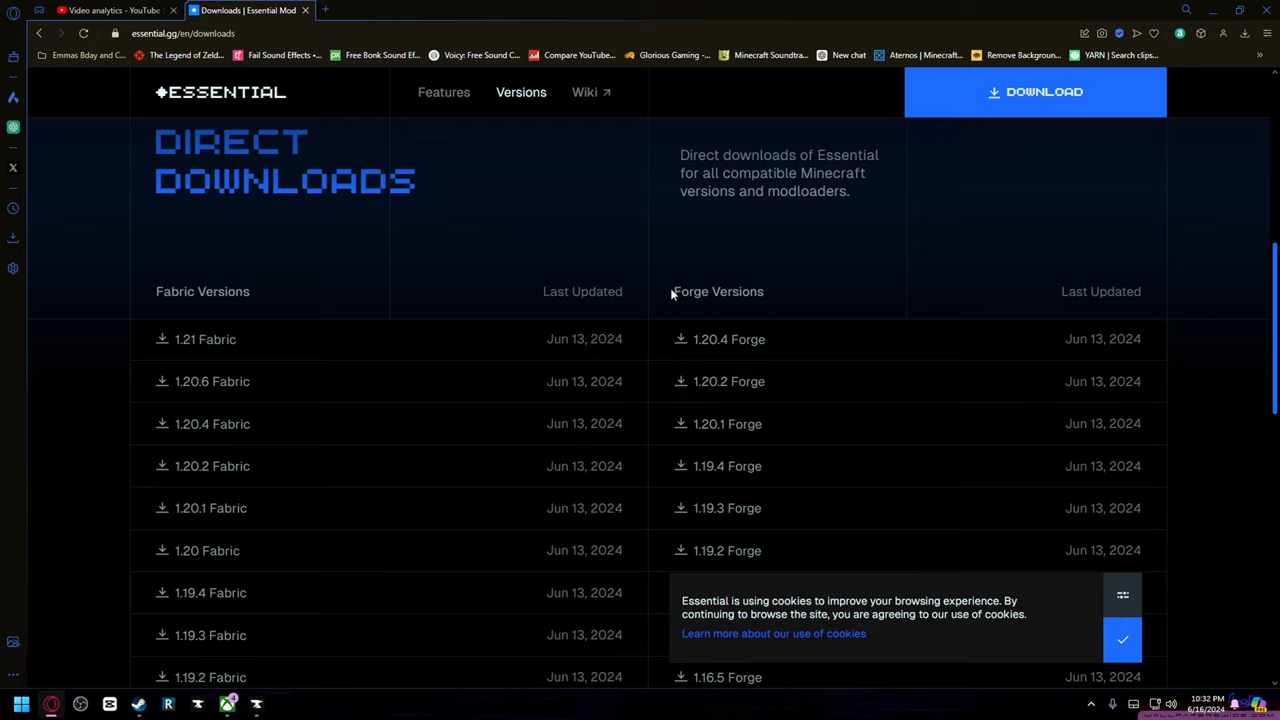 Video analytics - YouTube
Downloads | Essential Mod
essential.gg/en/downloads
Emmas Bday and C...
The Legend of Zeld...
Fail Sound Effects •...
Free Bonk Sound Ef...
Voicy: Free Sound C...
Compare YouTube...
Glorious Gaming -...
Minecraft Soundtra...
New chat
Aternos | Minecraft...
Remove Backgroun...
YARN | Search clips...
ESSENTIAL
Features
Versions
Wiki ↗
DOWNLOAD
DIRECT
DOWNLOADS
Direct downloads of Essential
for all compatible Minecraft
versions and modloaders.
Fabric Versions
Last Updated
Forge Versions
Last Updated
1.21 Fabric
Jun 13, 2024
1.20.4 Forge
Jun 13, 2024
1.20.6 Fabric
Jun 13, 2024
1.20.2 Forge
Jun 13, 2024
1.20.4 Fabric
Jun 13, 2024
1.20.1 Forge
Jun 13, 2024
1.20.2 Fabric
Jun 13, 2024
1.19.4 Forge
Jun 13, 2024
1.20.1 Fabric
Jun 13, 2024
1.19.3 Forge
Jun 13, 2024
1.20 Fabric
Jun 13, 2024
1.19.2 Forge
Jun 13, 2024
1.19.4 Fabric
Jun 13, 2024
Essential is using cookies to improve your browsing experience. By
continuing to browse the site, you are agreeing to our use of cookies.
Learn more about our use of cookies
1.19.3 Fabric
Jun 13, 2024
1.19.2 Fabric
Jun 13, 2024
1.16.5 Forge
Jun 13, 2024
4
10:32 PM
6/16/2024